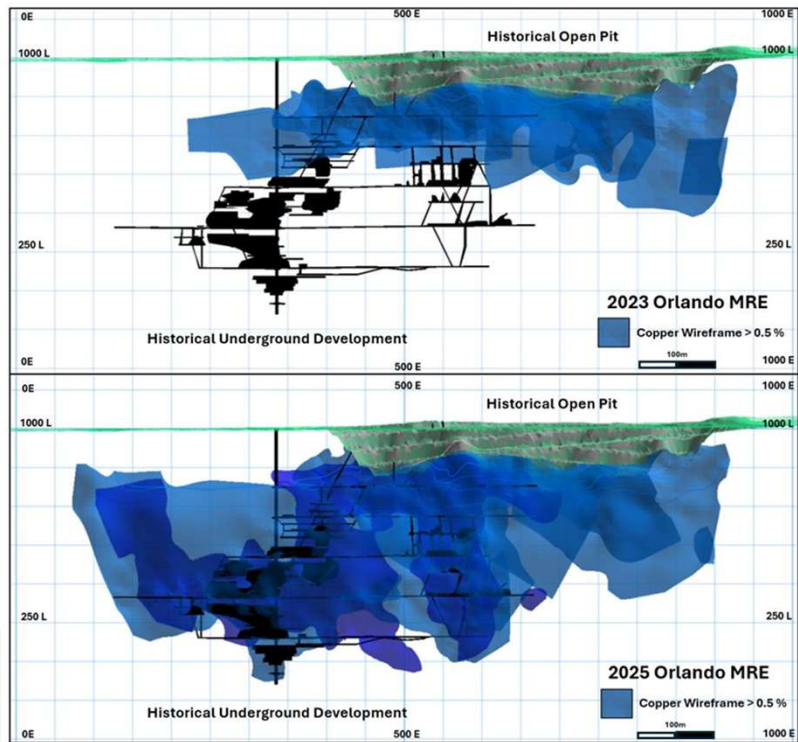 0E
500 E
1000 E
Historical Open Pit
1000 L
1000 L
250 L
250 L
2023 Orlando MRE
Copper Wireframe > 0.5 %
Historical Underground Development
100m
0E
500 E
1000 E
0E
1000 E
Historical Open Pit
1000 L
1000 L
250 L
250 L
2025 Orlando MRE
Copper Wireframe > 0.5 %
Historical Underground Development
100m
0E
500 E
1000 E